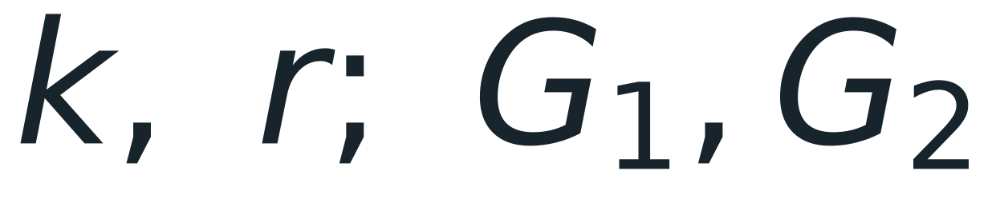 k, r; G₁, G₂